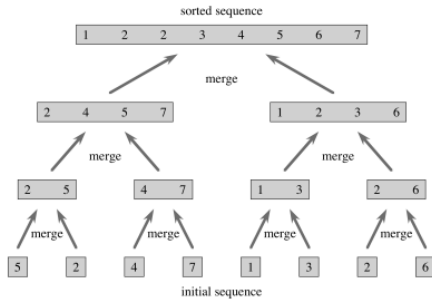 sorted sequence
1 2 2 3 4 5 6 7
merge
2 4 5 7 1 2 3 6
merge merge
2 5 4 7 1 3 2 6
merge merge merge merge
5 2 4 7 1 3 2 6
initial sequence